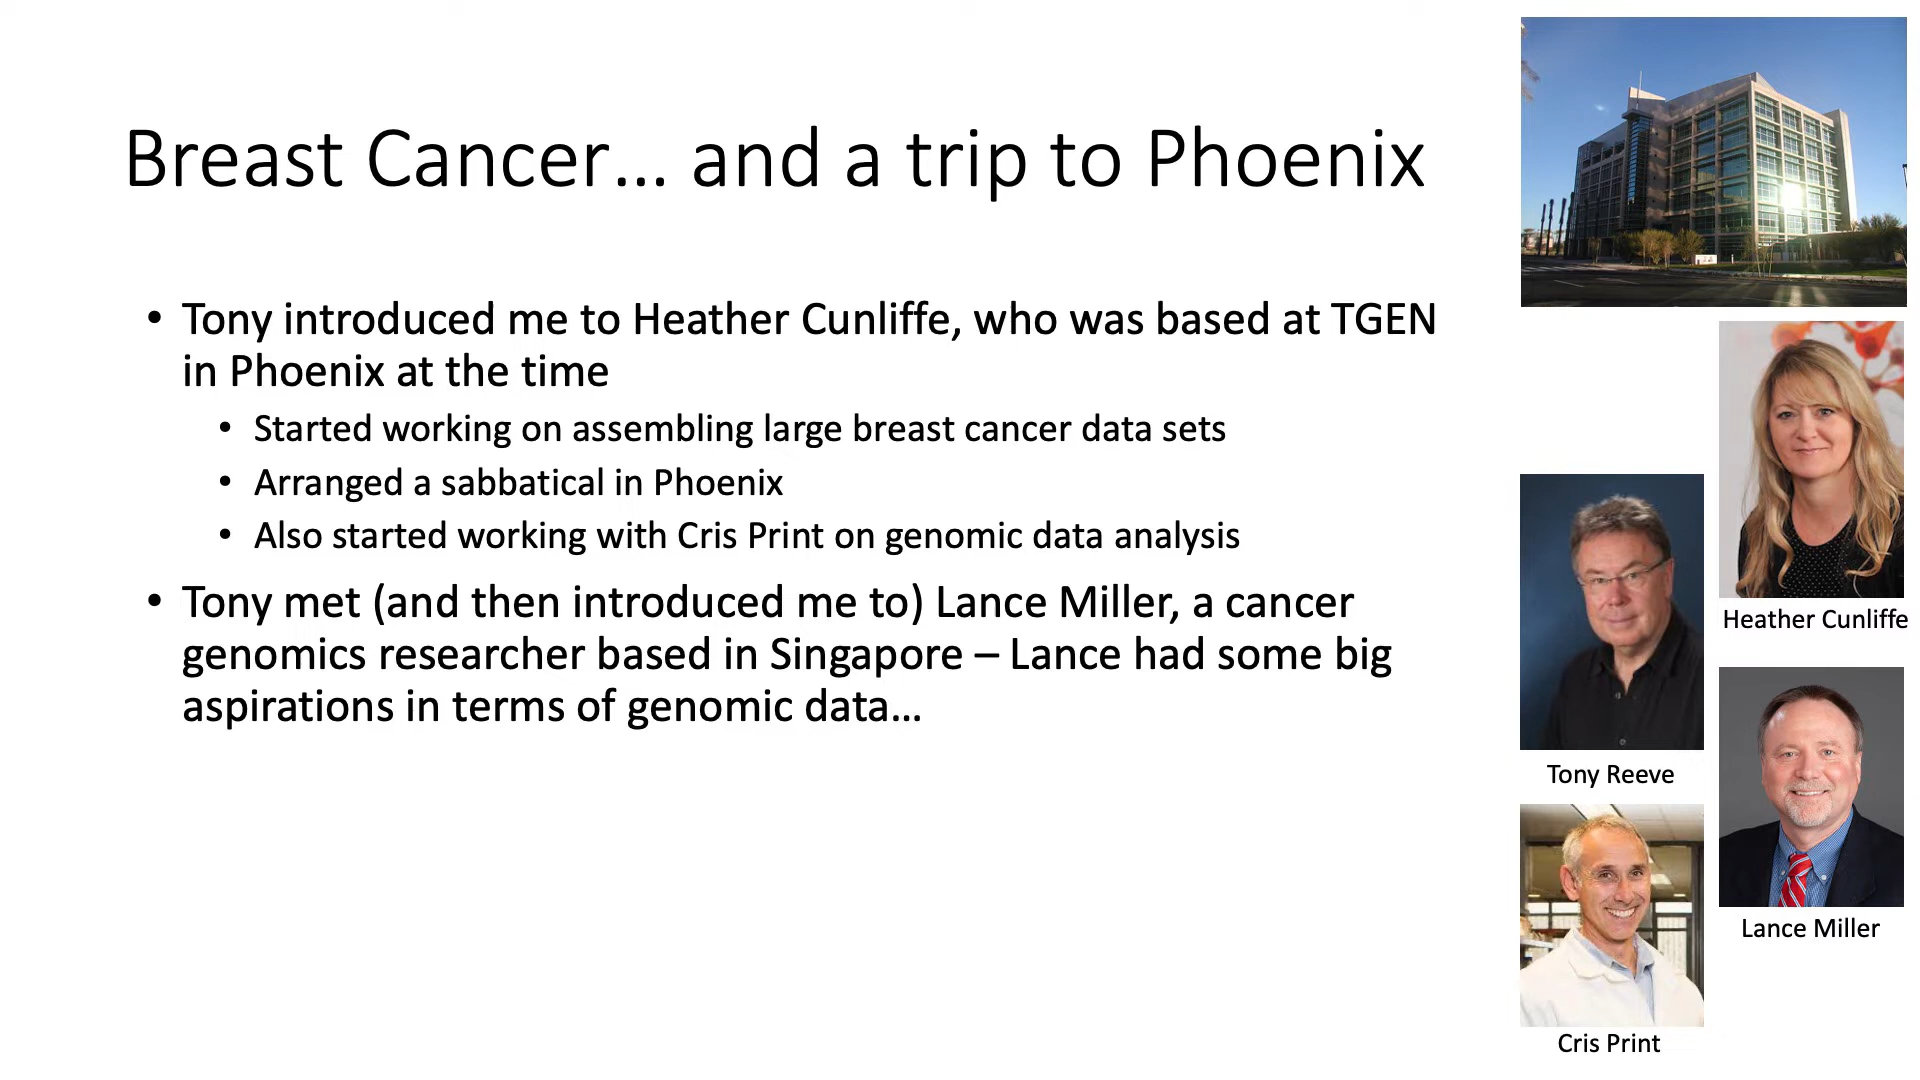 Breast Cancer… and a trip to Phoenix
• Tony introduced me to Heather Cunliffe, who was based at TGEN
in Phoenix at the time
• Started working on assembling large breast cancer data sets
• Arranged a sabbatical in Phoenix
• Also started working with Cris Print on genomic data analysis
• Tony met (and then introduced me to) Lance Miller, a cancer
genomics researcher based in Singapore – Lance had some big
aspirations in terms of genomic data…
Heather Cunliffe
Tony Reeve
Lance Miller
Cris Print